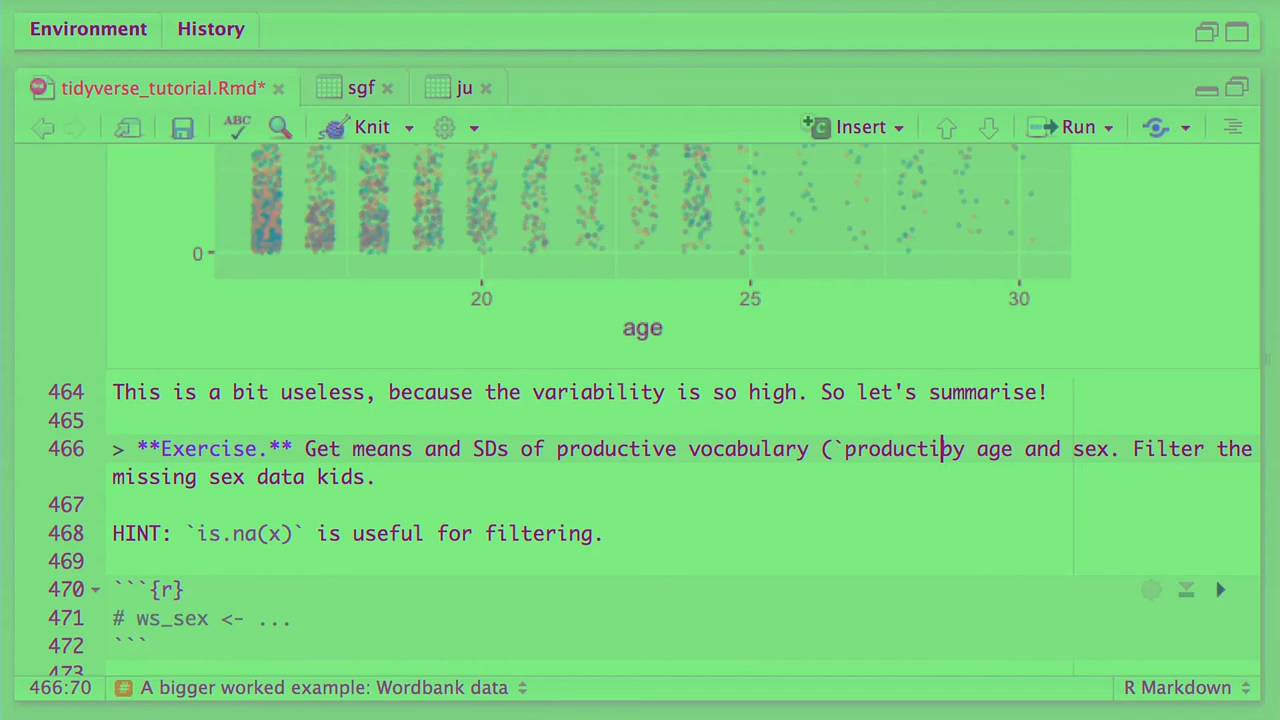 Environment History
tidyverse_tutorial.Rmd* sgf ju
ABC Knit Insert Run
0
20 25 30
age
464 This is a bit useless, because the variability is so high. So let's summarise!
465
466 > **Exercise.** Get means and SDs of productive vocabulary (`productiby age and sex. Filter the
missing sex data kids.
467
468 HINT: `is.na(x)` is useful for filtering.
469
470 ```{r}
471 # ws_sex <- ...
472 ```
473
466:70 # A bigger worked example: Wordbank data R Markdown